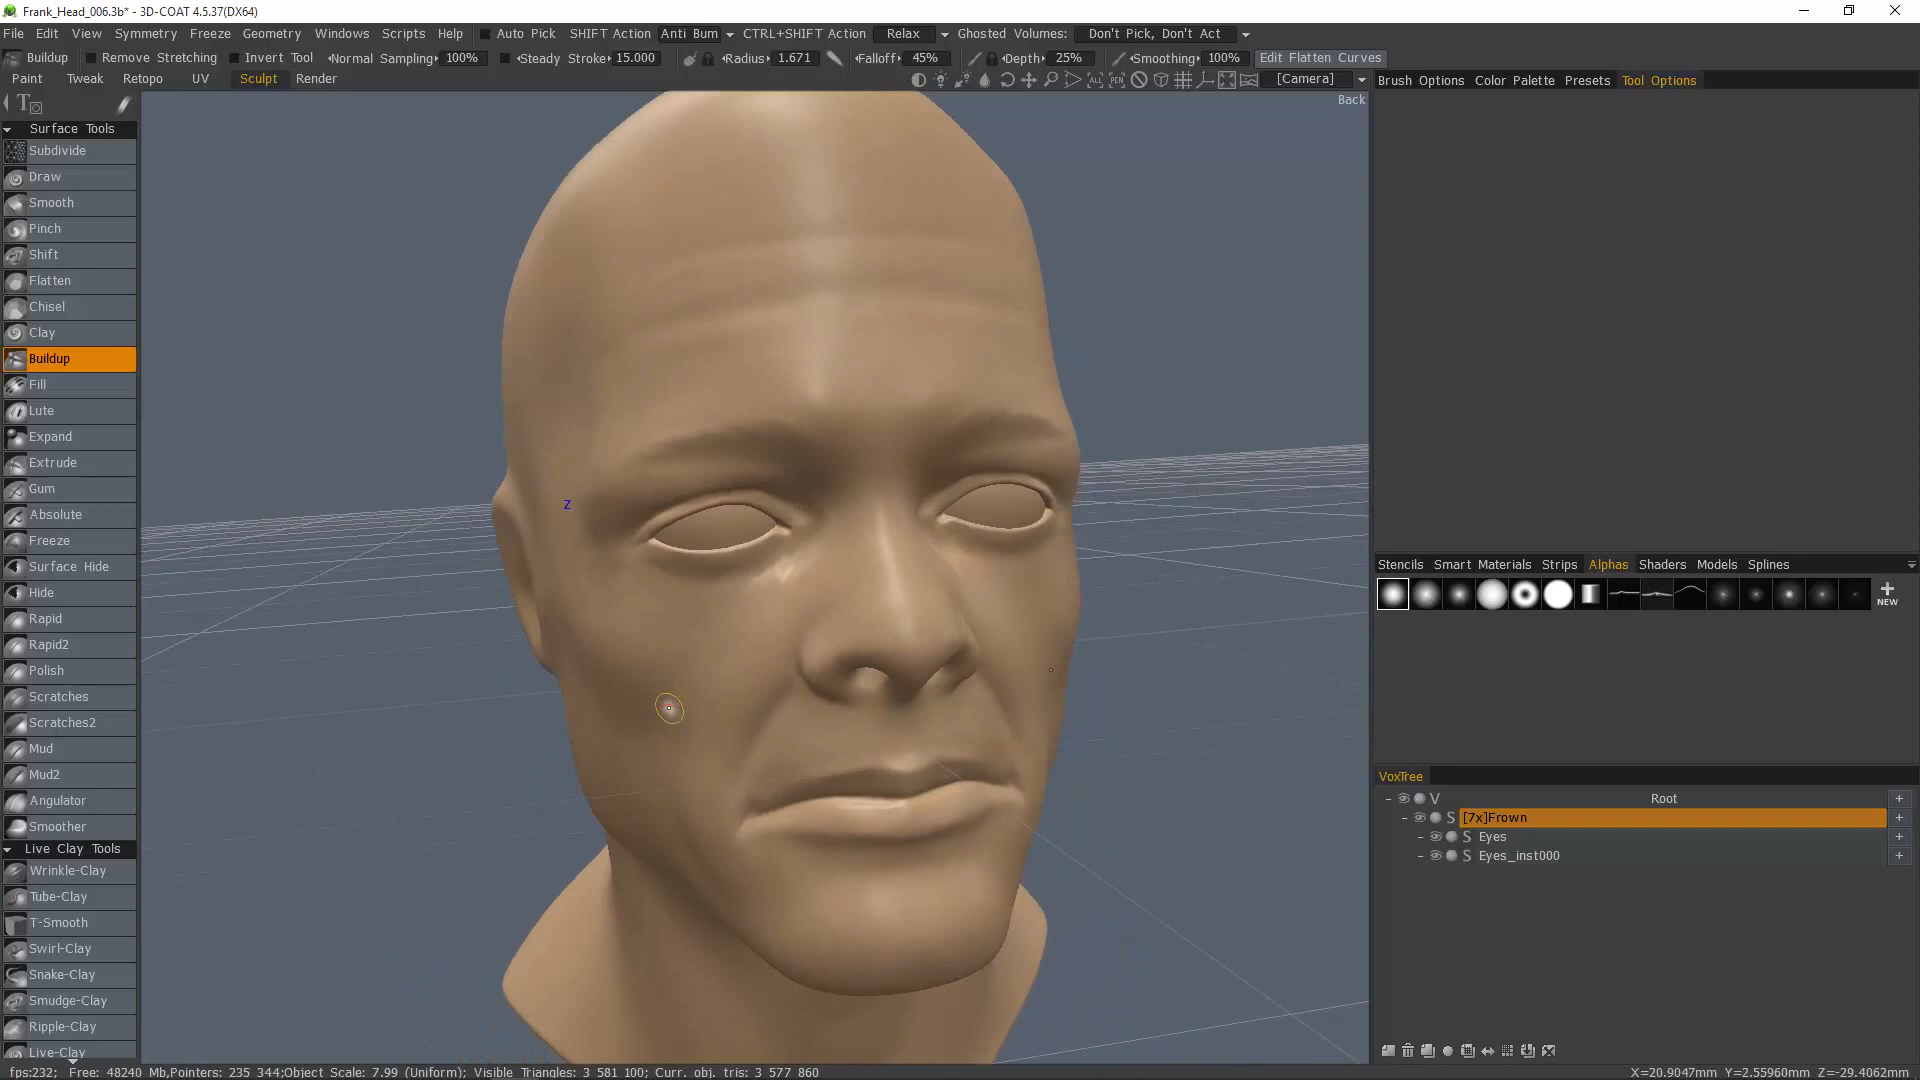 Frank_Head_006.3b* - 3D-COAT 4.5.37(DX64)
File Edit View Symmetry Freeze Geometry Windows Scripts Help Auto Pick SHIFT Action Anti Bum CTRL+SHIFT Action Relax Ghosted Volumes: Don't Pick, Don't Act
Buildup Remove Stretching Invert Tool Normal Sampling 100% Steady Stroke 15.000 Radius 1.671 Falloff 45% Depth 25% Smoothing 100% Edit Flatten Curves
Paint Tweak Retopo UV Sculpt Render ALL PEN [Camera] Brush Options Color Palette Presets Tool Options
Back
Surface Tools
Subdivide
Draw
Smooth
Pinch
Shift
Flatten
Chisel
Clay
Buildup
Fill
Lute
Expand
Extrude
Gum
Absolute
Freeze
Surface Hide
Hide
Rapid
Rapid2
Polish
Scratches
Scratches2
Mud
Mud2
Angulator
Smoother
Live Clay Tools
Wrinkle-Clay
Tube-Clay
T-Smooth
Swirl-Clay
Snake-Clay
Smudge-Clay
Ripple-Clay
Live-Clay
Z
Stencils Smart Materials Strips Alphas Shaders Models Splines
NEW
VoxTree
V Root
S [7x]Frown
S Eyes
S Eyes_inst000
fps:232; Free: 48240 Mb,Pointers: 235 344;Object Scale: 7.99 (Uniform); Visible Triangles: 3 581 100; Curr. obj. tris: 3 577 860
X=20.9047mm Y=2.55960mm Z=-29.4062mm